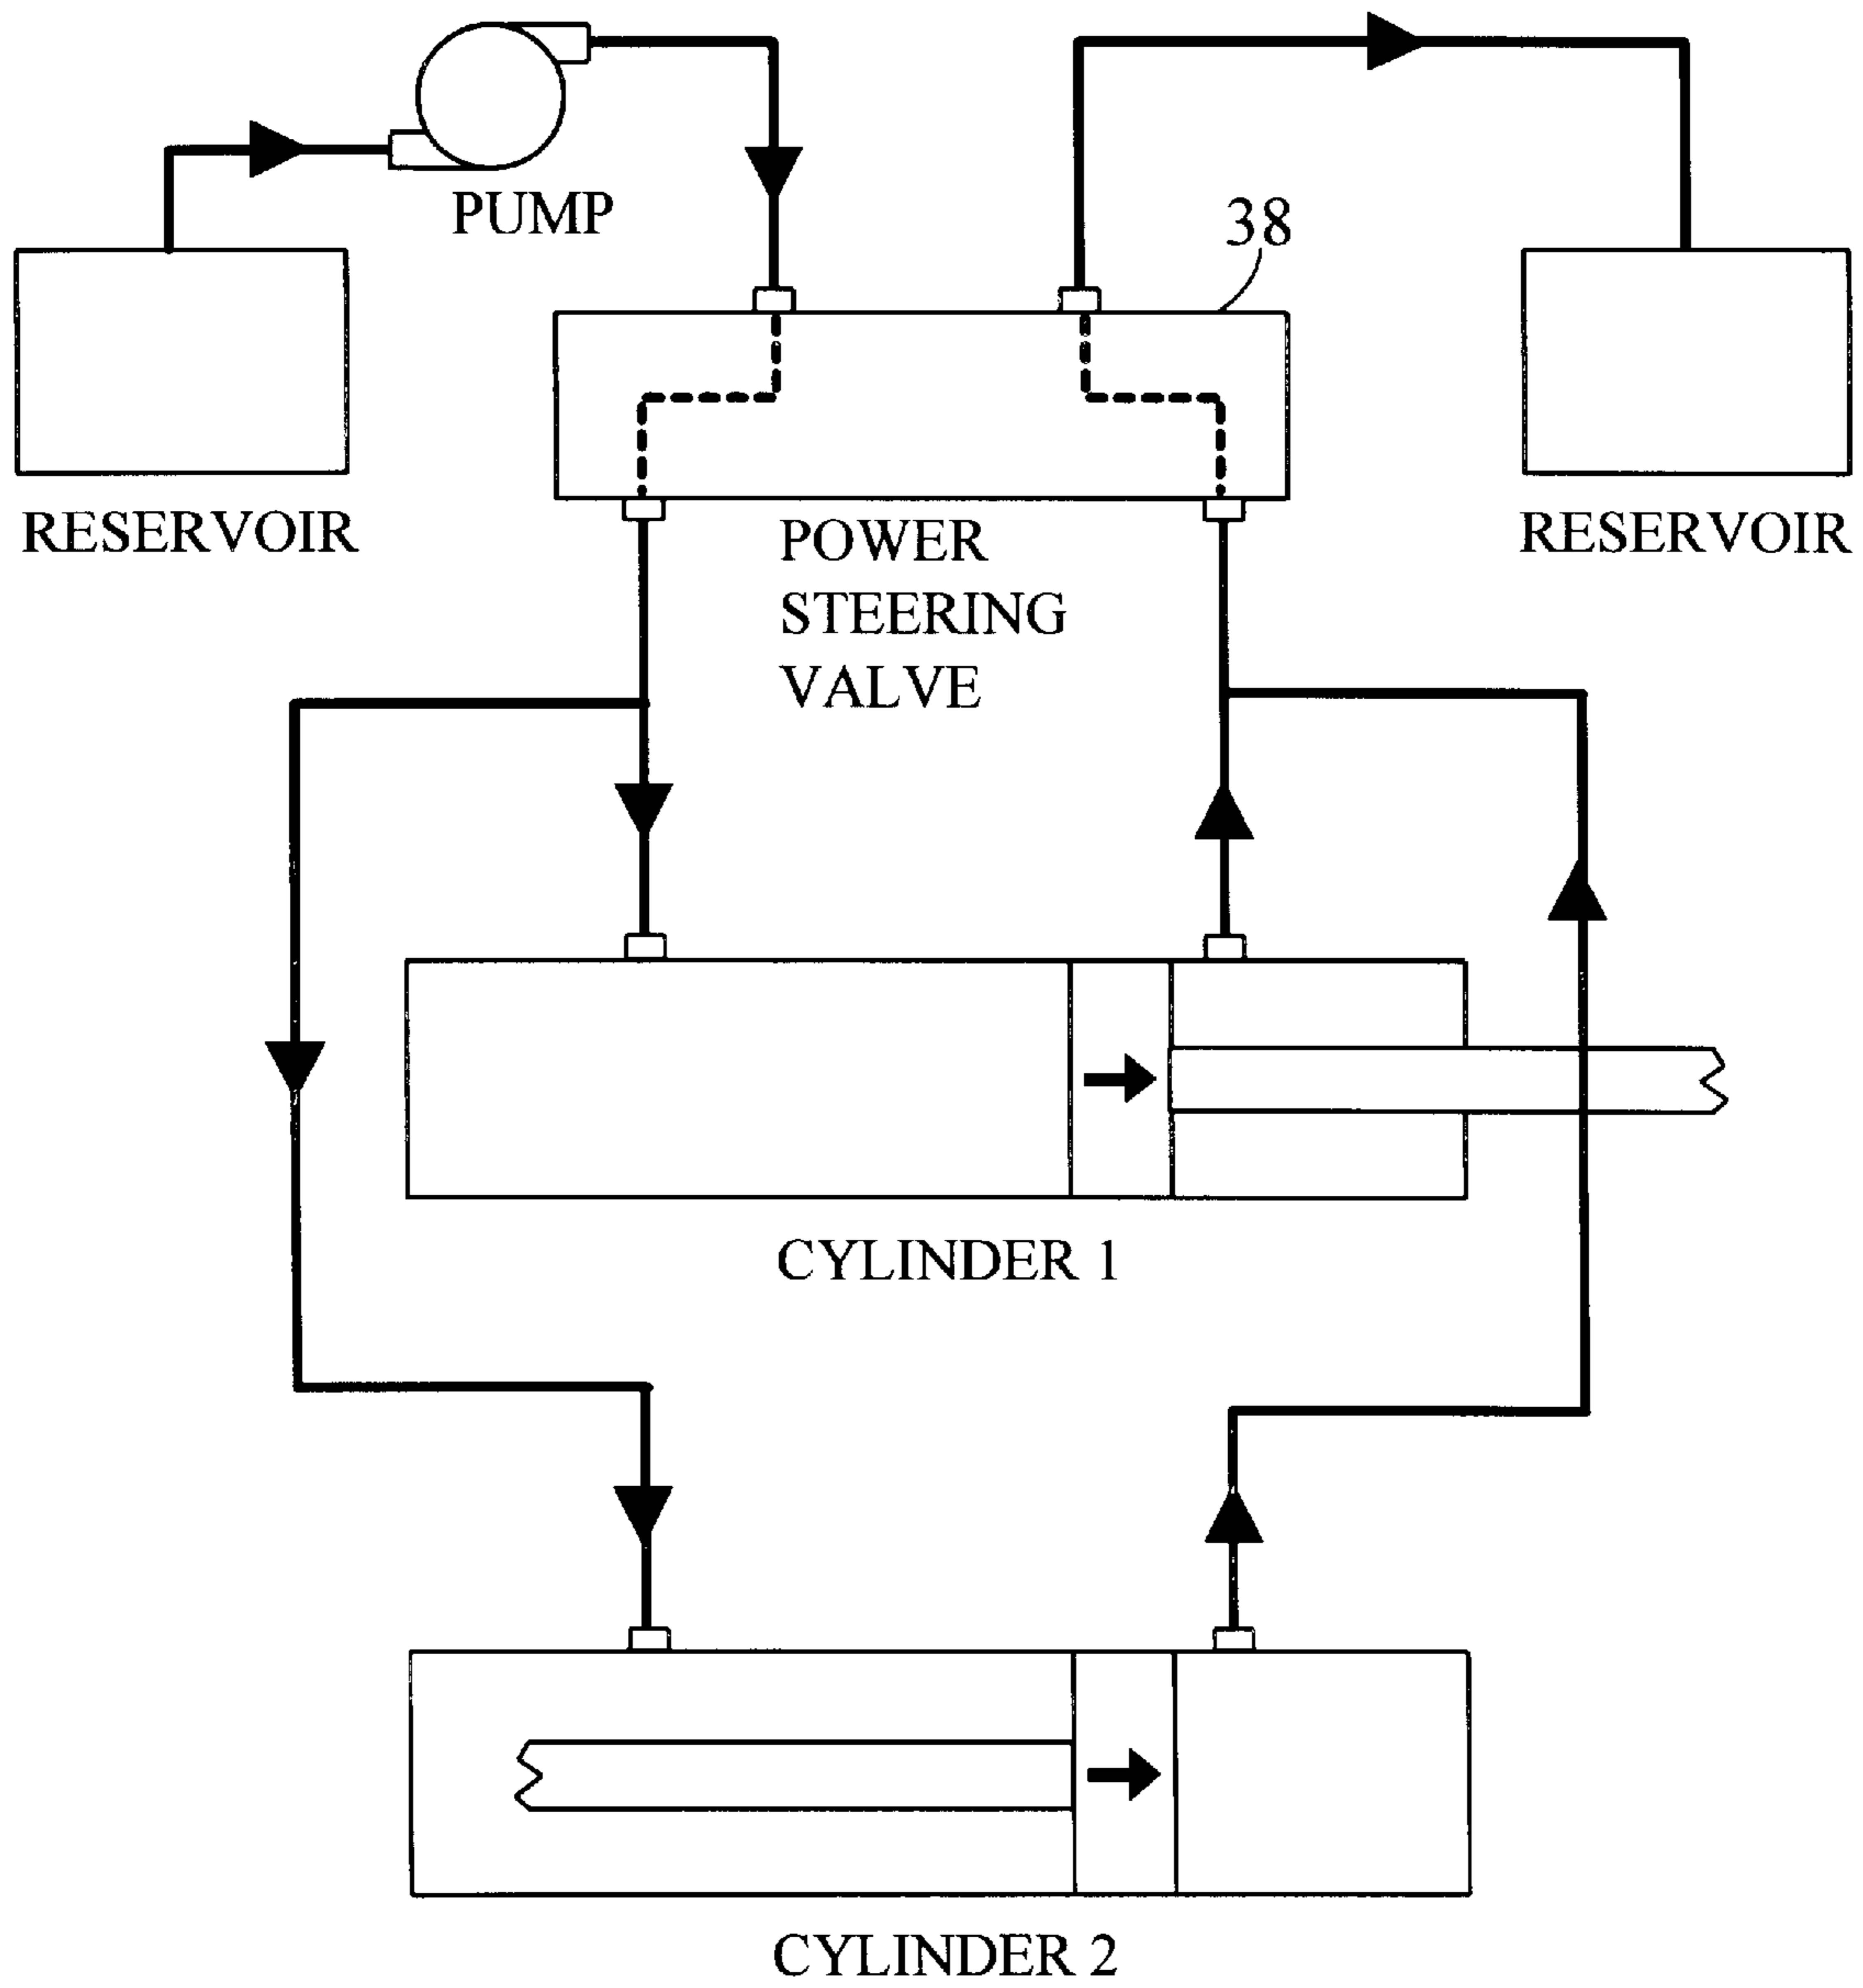 PUMP
38
RESERVOIR
POWER
STEERING
VALVE
RESERVOIR
CYLINDER 1
CYLINDER 2